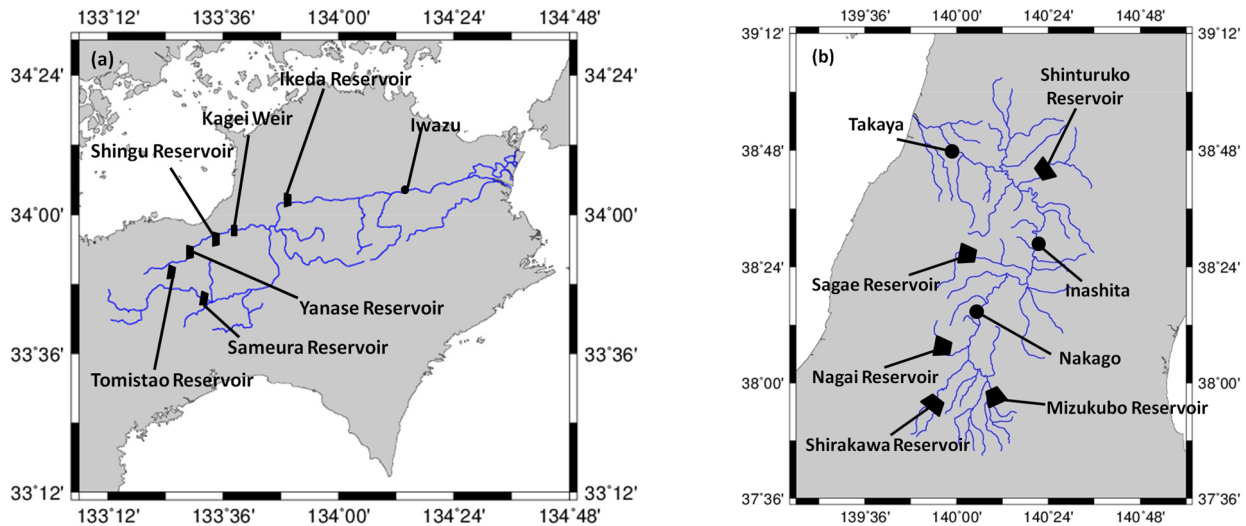 133°12' 133°36' 134°00' 134°24' 134°48'
(a)
34°24' 34°24'
Ikeda Reservoir
Kagei Weir
Iwazu
Shingu Reservoir
34°00' 34°00'
Yanase Reservoir
Sameura Reservoir
33°36' 33°36'
Tomistao Reservoir
33°12' 33°12'
133°12' 133°36' 134°00' 134°24' 134°48'
139°36' 140°00' 140°24' 140°48'
39°12' 39°12'
(b)
Shinturuko
Reservoir
Takaya
38°48' 38°48'
38°24' 38°24'
Sagae Reservoir
Inashita
Nakago
Nagai Reservoir
38°00' 38°00'
Mizukubo Reservoir
Shirakawa Reservoir
37°36' 37°36'
139°36' 140°00' 140°24' 140°48'